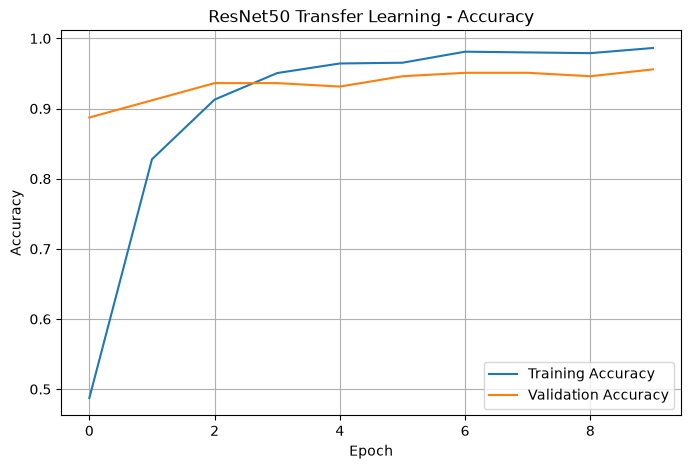 ResNet50 Transfer Learning - Accuracy
1.0
0.9
0.8
0.7
0.6
0.5
Accuracy
0 2 4 6 8
Epoch
Training Accuracy
Validation Accuracy